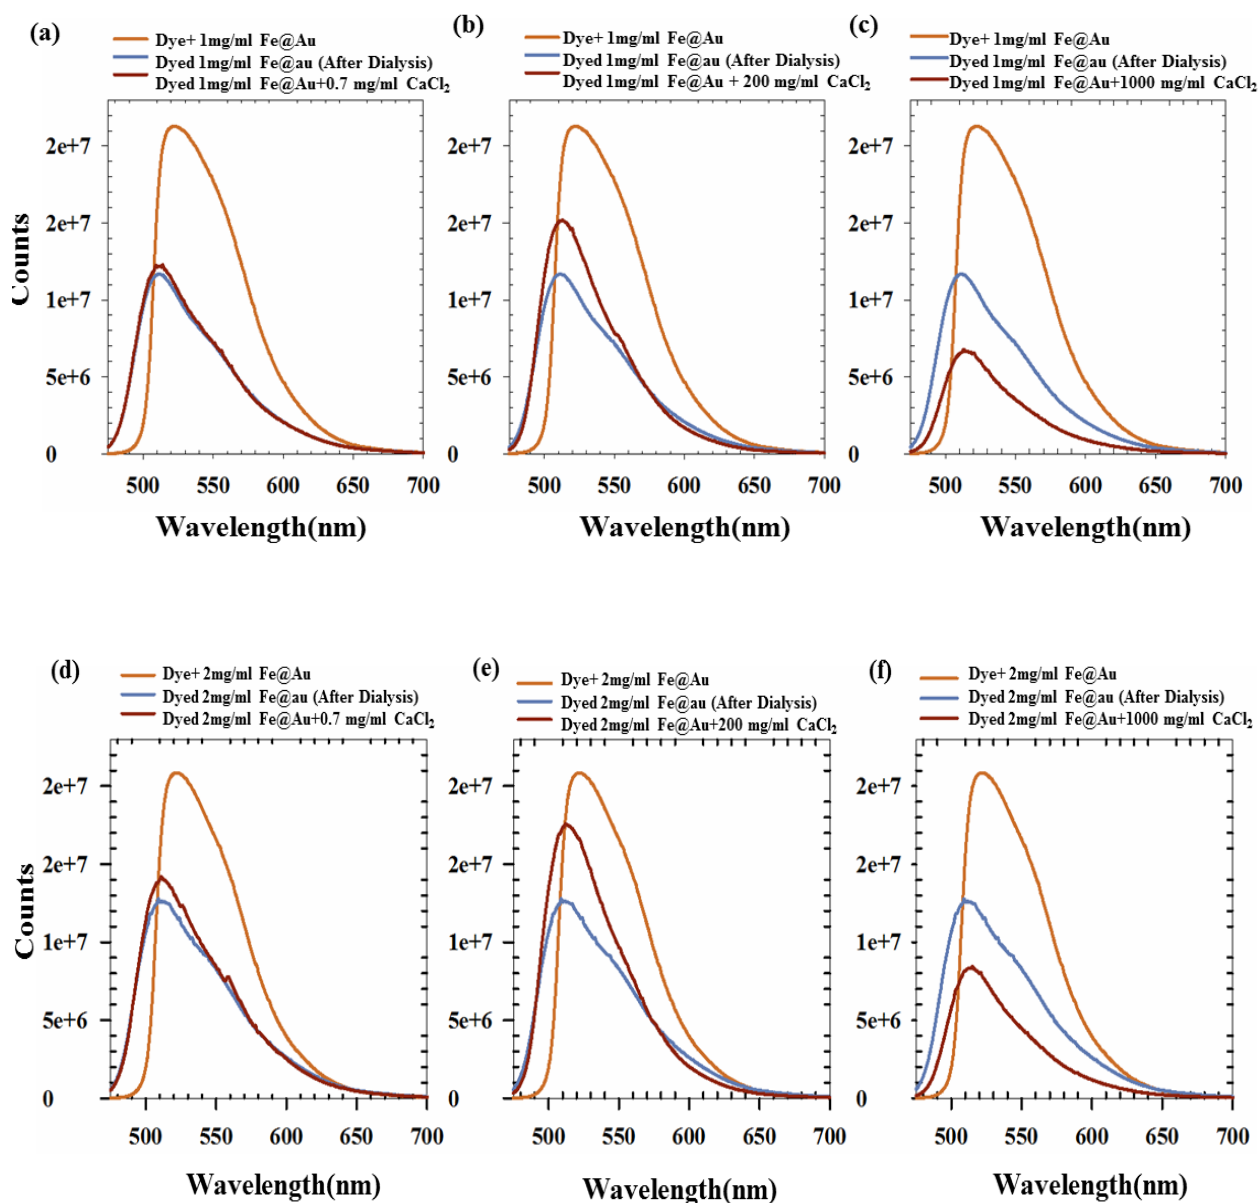 (a)
Dye+ 1mg/ml Fe@Au
Dyed 1mg/ml Fe@au (After Dialysis)
Dyed 1mg/ml Fe@Au+0.7 mg/ml CaCl₂
(b)
Dye+ 1mg/ml Fe@Au
Dyed 1mg/ml Fe@au (After Dialysis)
Dyed 1mg/ml Fe@Au + 200 mg/ml CaCl₂
(c)
Dye+ 1mg/ml Fe@Au
Dyed 1mg/ml Fe@au (After Dialysis)
Dyed 1mg/ml Fe@Au+1000 mg/ml CaCl₂
Counts
2e+7
2e+7
1e+7
5e+6
0
500 550 600 650 700
Wavelength(nm)
2e+7
2e+7
1e+7
5e+6
0
500 550 600 650 700
Wavelength(nm)
2e+7
2e+7
1e+7
5e+6
0
500 550 600 650 700
Wavelength(nm)
(d)
Dye+ 2mg/ml Fe@Au
Dyed 2mg/ml Fe@au (After Dialysis)
Dyed 2mg/ml Fe@Au+0.7 mg/ml CaCl₂
(e)
Dye+ 2mg/ml Fe@Au
Dyed 2mg/ml Fe@au (After Dialysis)
Dyed 2mg/ml Fe@Au+200 mg/ml CaCl₂
(f)
Dye+ 2mg/ml Fe@Au
Dyed 2mg/ml Fe@au (After Dialysis)
Dyed 2mg/ml Fe@Au+1000 mg/ml CaCl₂
Counts
2e+7
2e+7
1e+7
5e+6
0
500 550 600 650 700
Wavelength(nm)
2e+7
2e+7
1e+7
5e+6
0
500 550 600 650 700
Wavelength(nm)
2e+7
2e+7
1e+7
5e+6
0
500 550 600 650 700
Wavelength(nm)